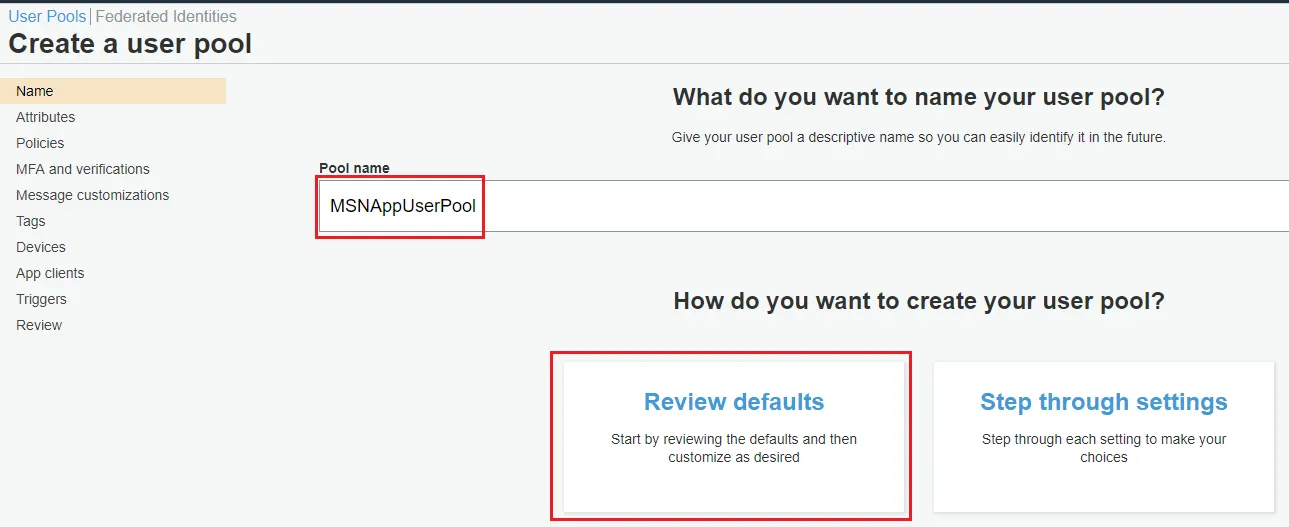 User Pools | Federated Identities
Create a user pool
Name
Attributes
Policies
MFA and verifications
Message customizations
Tags
Devices
App clients
Triggers
Review
What do you want to name your user pool?
Give your user pool a descriptive name so you can easily identify it in the future.
Pool name
MSNAppUserPool
How do you want to create your user pool?
Review defaults
Start by reviewing the defaults and then
customize as desired
Step through settings
Step through each setting to make your
choices